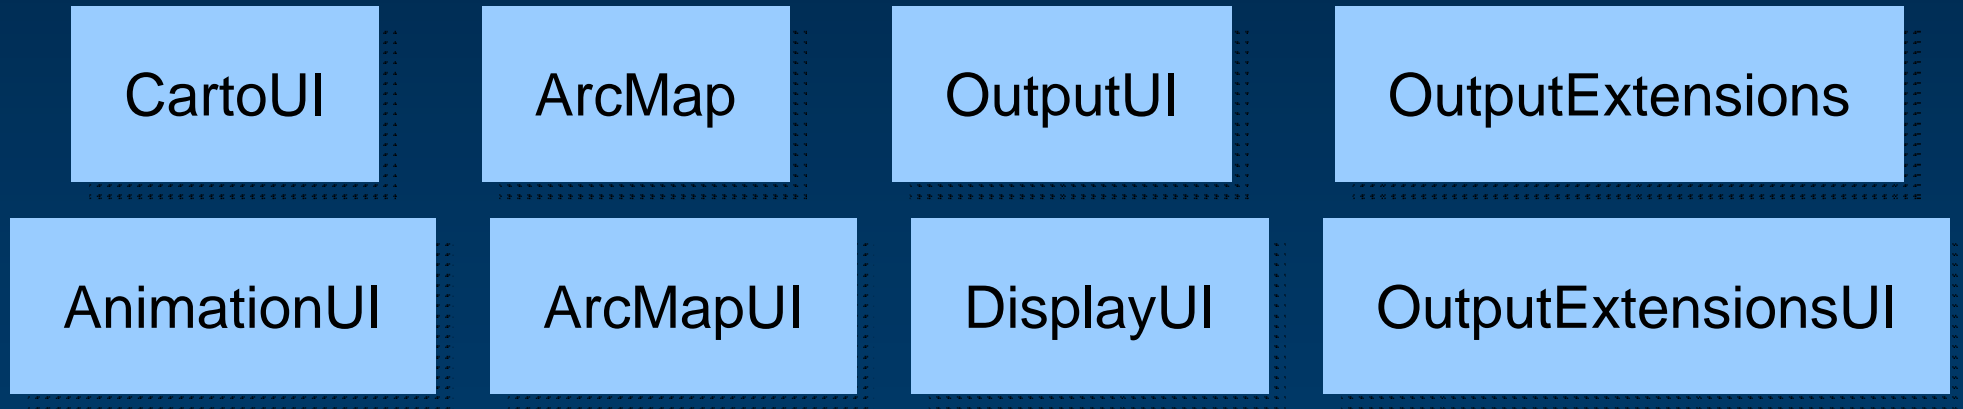 CartoUI ArcMap OutputUI OutputExtensions
AnimationUI ArcMapUI DisplayUI OutputExtensionsUI